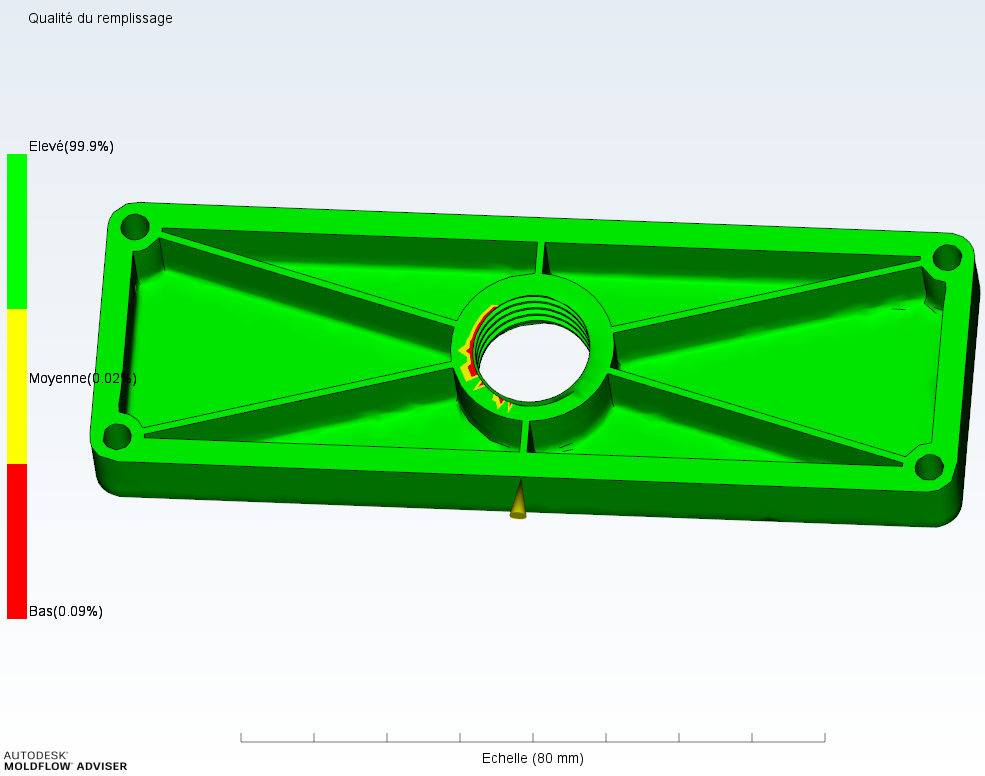 Qualité du remplissage
Elevé(99.9%)
Moyenne(0.02%)
Bas(0.09%)
Echelle (80 mm)
AUTODESK®
MOLDFLOW® ADVISER